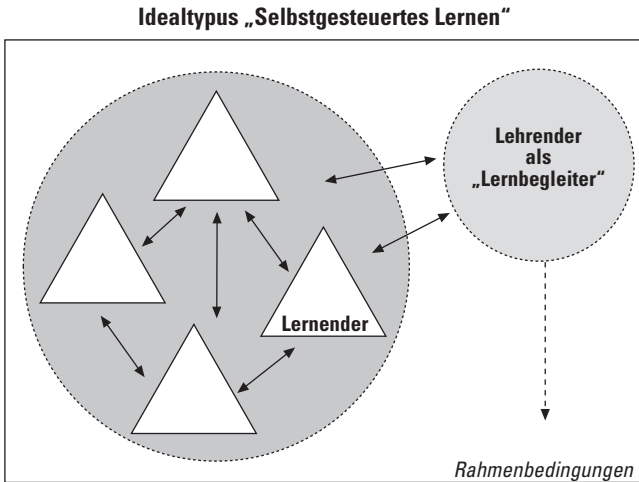 Idealtypus „Selbstgesteuertes Lernen“
Lehrender
als
„Lernbegleiter“
Lernender
Rahmenbedingungen